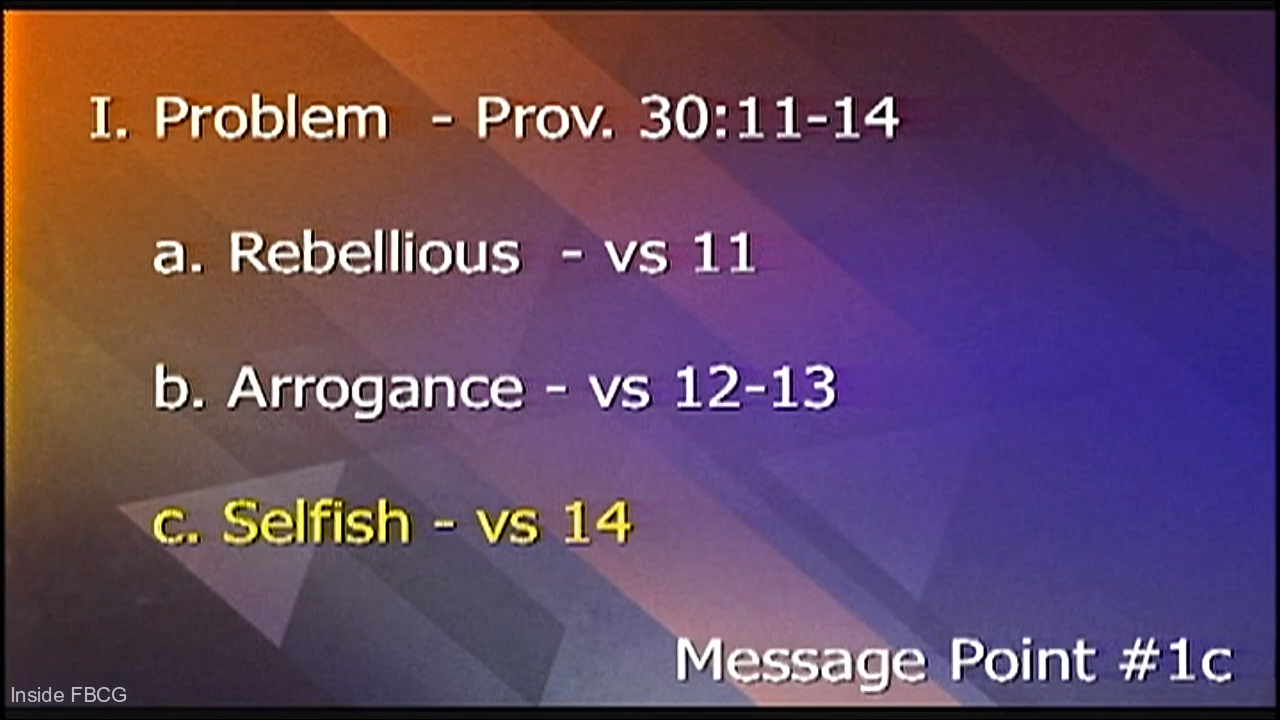 I. Problem - Prov. 30:11-14
a. Rebellious - vs 11
b. Arrogance - vs 12-13
c. Selfish - vs 14
Message Point #1c
Inside FBCG